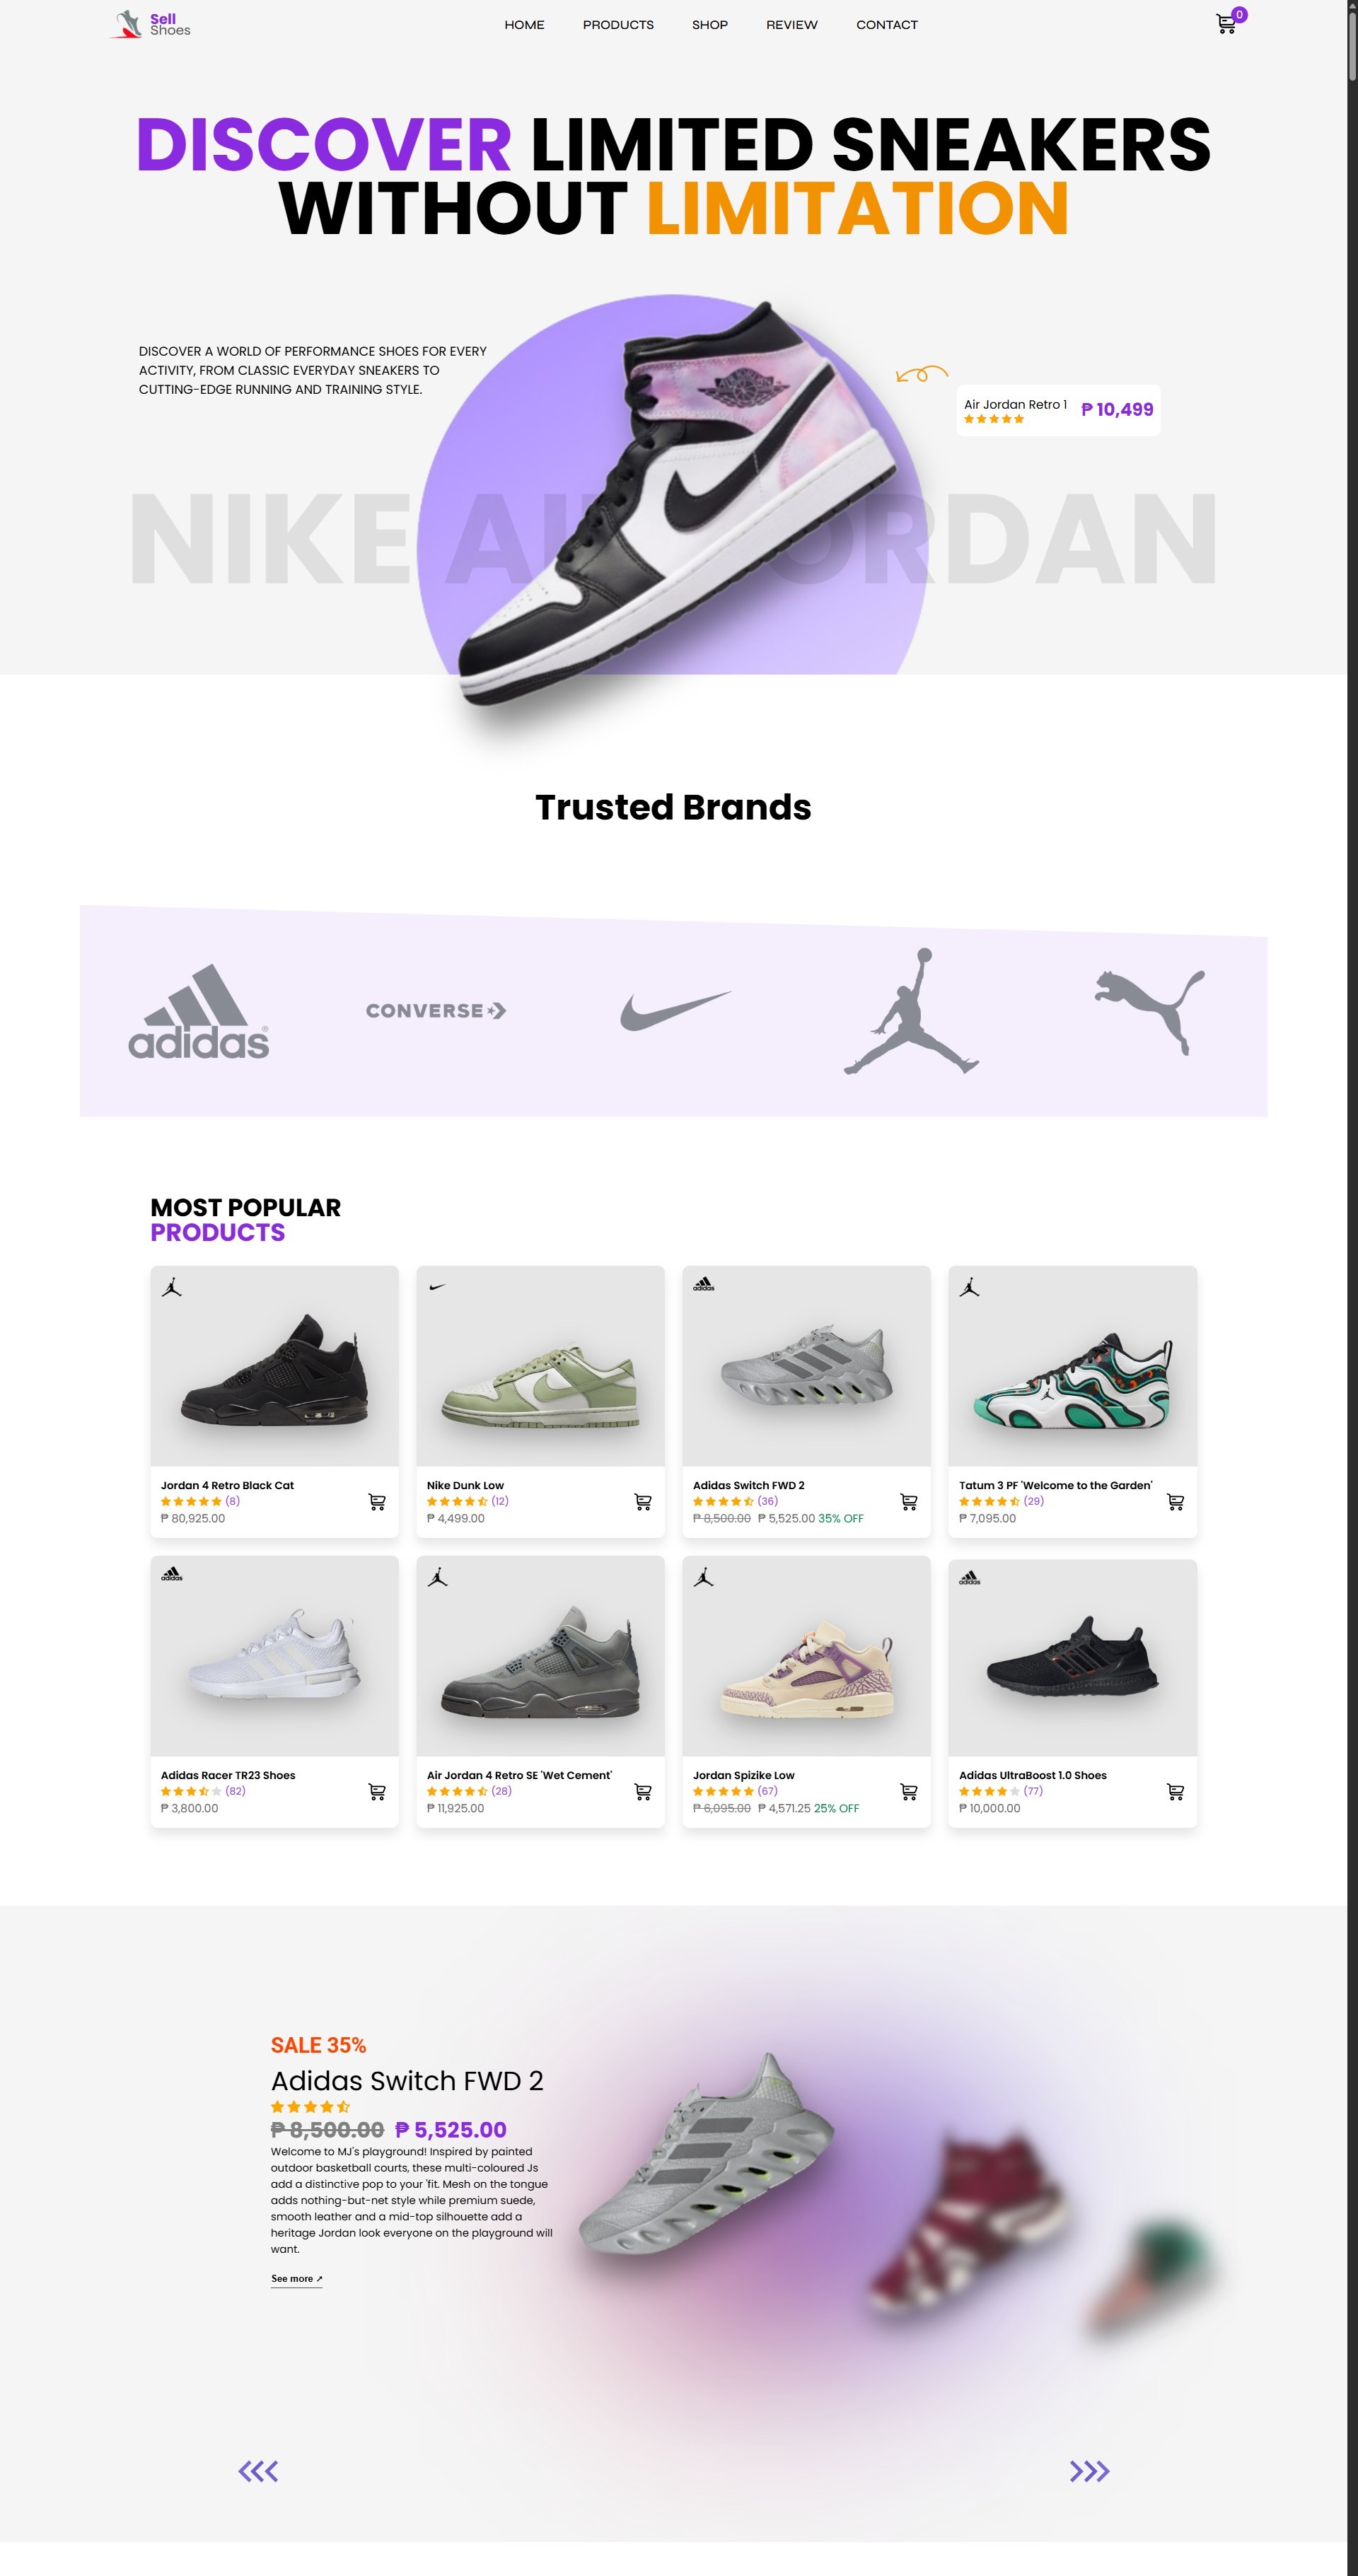 Sell
Shoes
HOME PRODUCTS SHOP REVIEW CONTACT
0
DISCOVER LIMITED SNEAKERS
WITHOUT LIMITATION
DISCOVER A WORLD OF PERFORMANCE SHOES FOR EVERY
ACTIVITY, FROM CLASSIC EVERYDAY SNEAKERS TO
CUTTING-EDGE RUNNING AND TRAINING STYLE.
Air Jordan Retro 1 ₱ 10,499
NIKE AI ORDAN
Trusted Brands
adidas®
CONVERSE
MOST POPULAR
PRODUCTS
adidas
Jordan 4 Retro Black Cat
(8)
₱ 80,925.00
Nike Dunk Low
(12)
₱ 4,499.00
Adidas Switch FWD 2
(36)
₱ 8,500.00 ₱ 5,525.00 35% OFF
Tatum 3 PF 'Welcome to the Garden'
(29)
₱ 7,095.00
adidas
adidas
Adidas Racer TR23 Shoes
(82)
₱ 3,800.00
Air Jordan 4 Retro SE 'Wet Cement'
(28)
₱ 11,925.00
Jordan Spizike Low
(67)
₱ 6,095.00 ₱ 4,571.25 25% OFF
Adidas UltraBoost 1.0 Shoes
(77)
₱ 10,000.00
SALE 35%
Adidas Switch FWD 2
₱ 8,500.00 ₱ 5,525.00
Welcome to MJ's playground! Inspired by painted
outdoor basketball courts, these multi-coloured Js
add a distinctive pop to your 'fit. Mesh on the tongue
adds nothing-but-net style while premium suede,
smooth leather and a mid-top silhouette add a
heritage Jordan look everyone on the playground will
want.
See more ↗